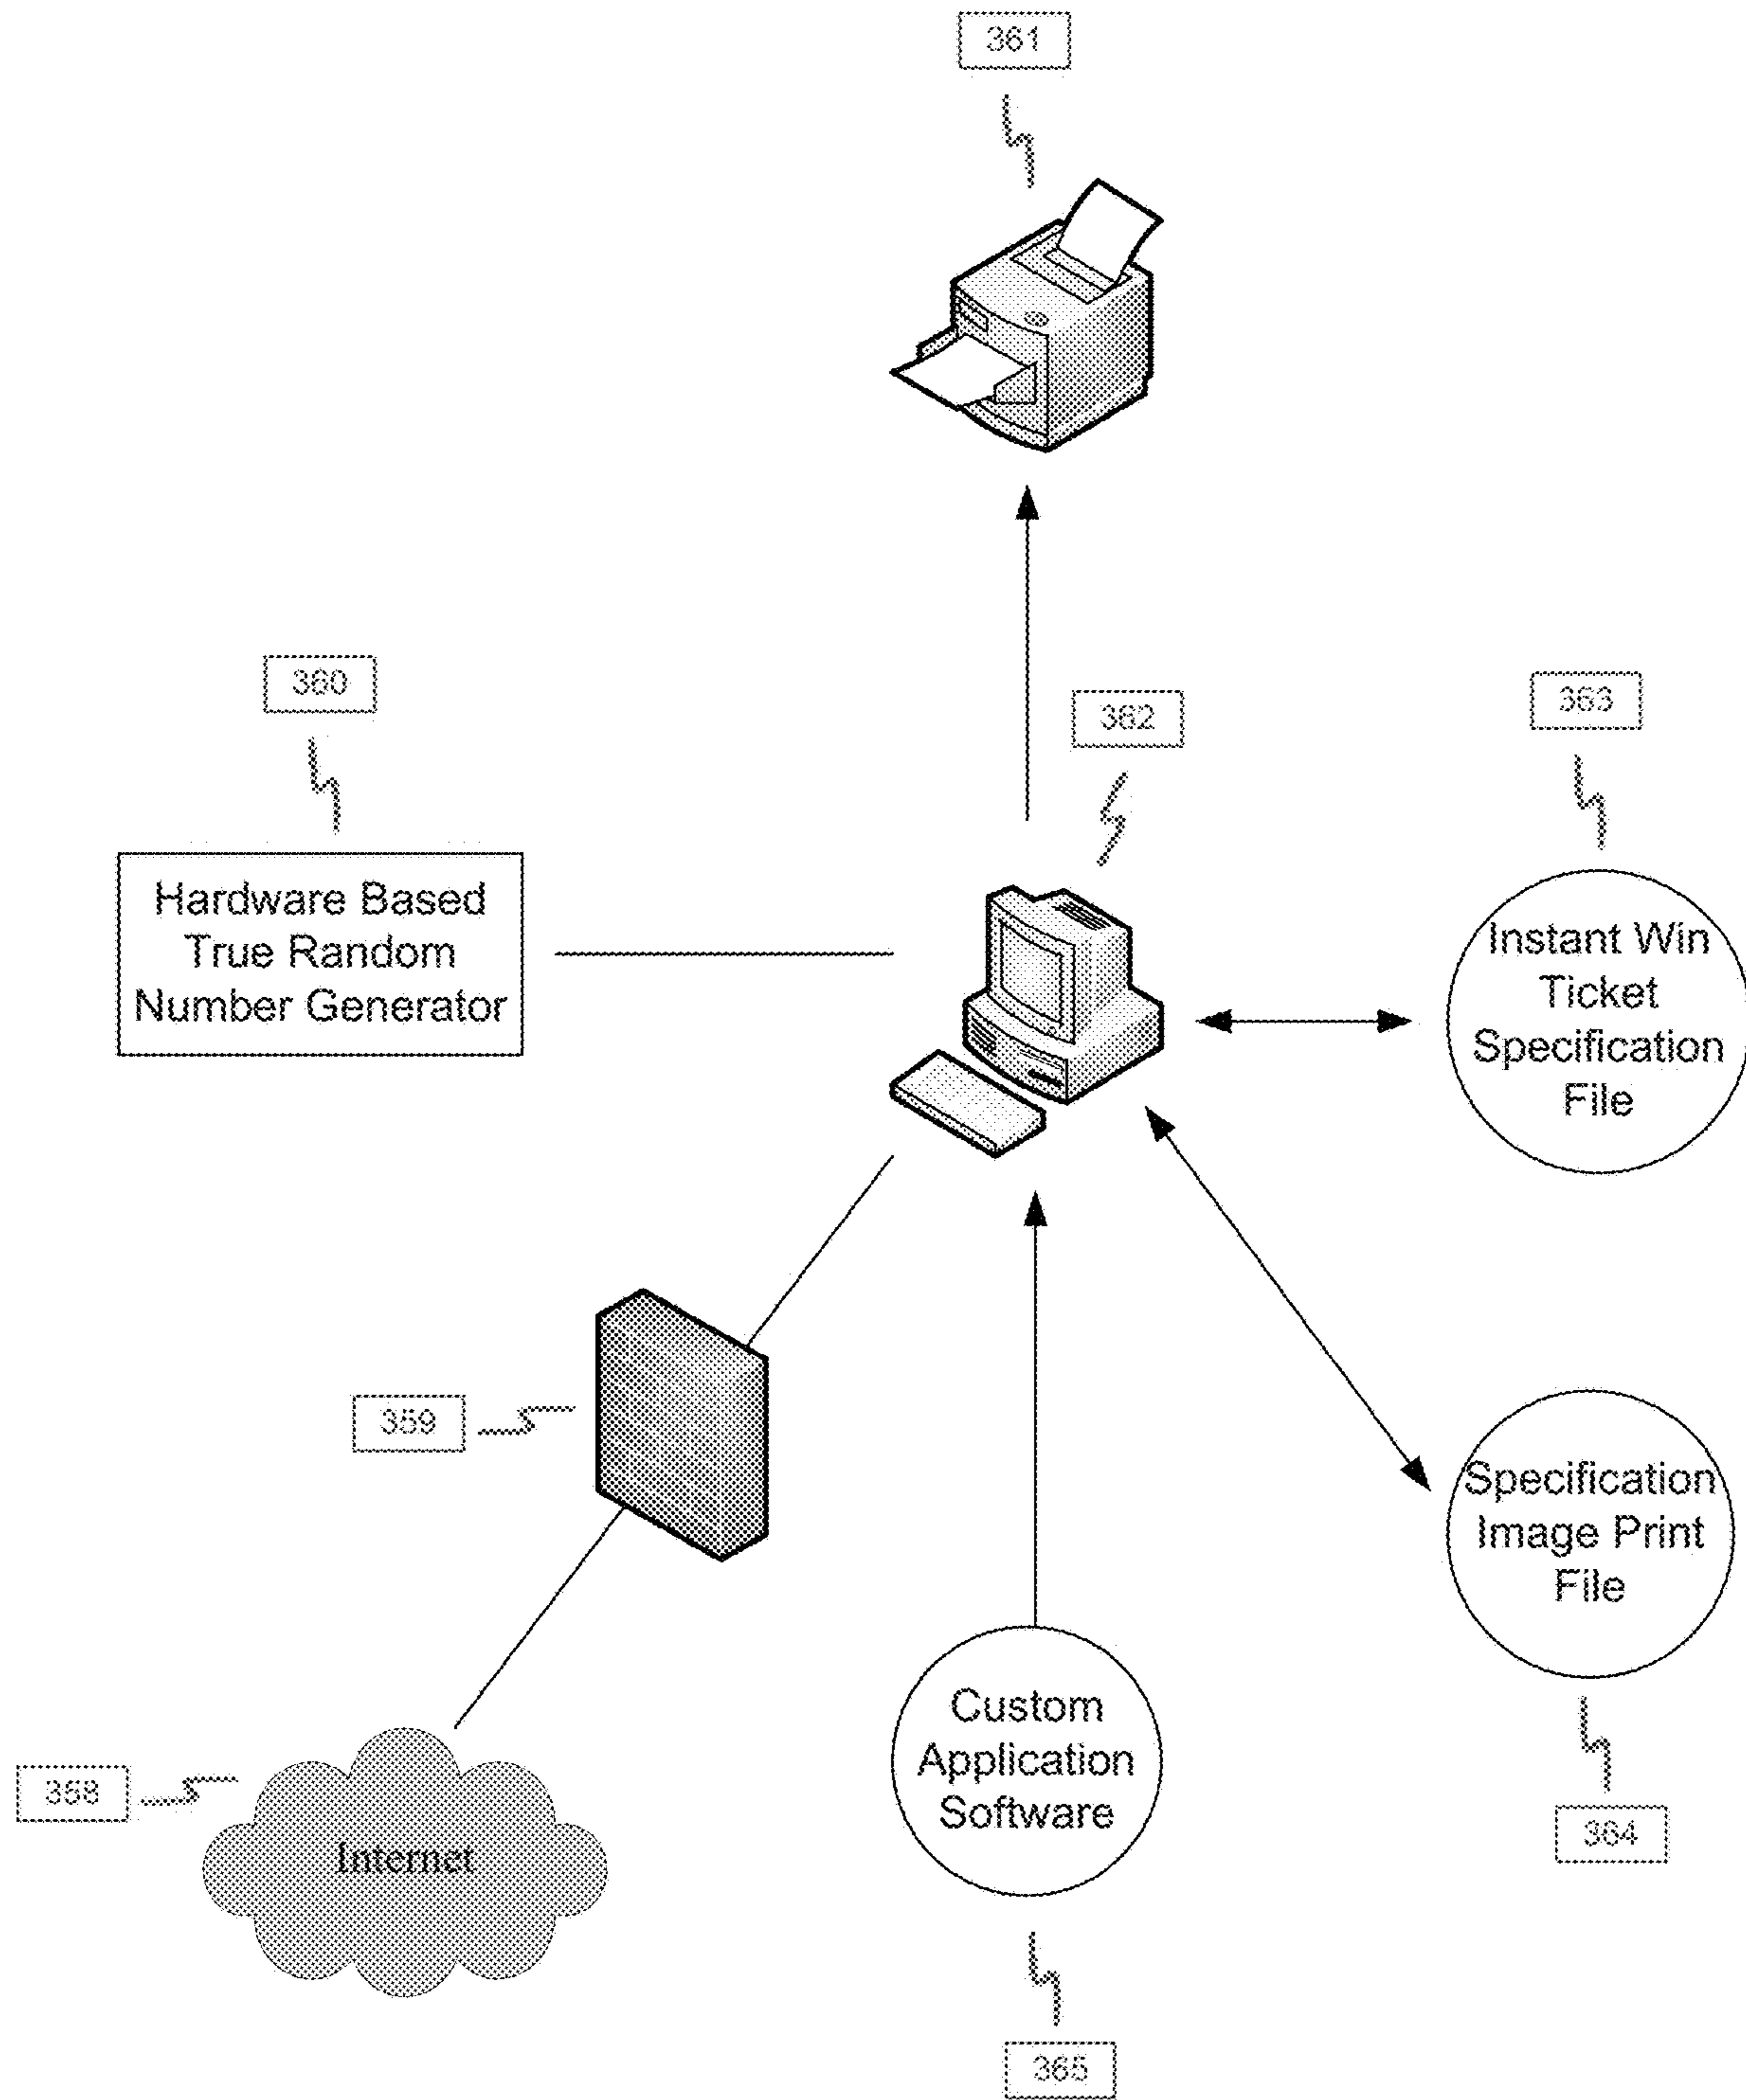 361
360
362
363
Hardware Based
True Random
Number Generator
Instant Win
Ticket
Specification
File
359
Specification
Image Print
File
Custom
Application
Software
358
Internet
364
365